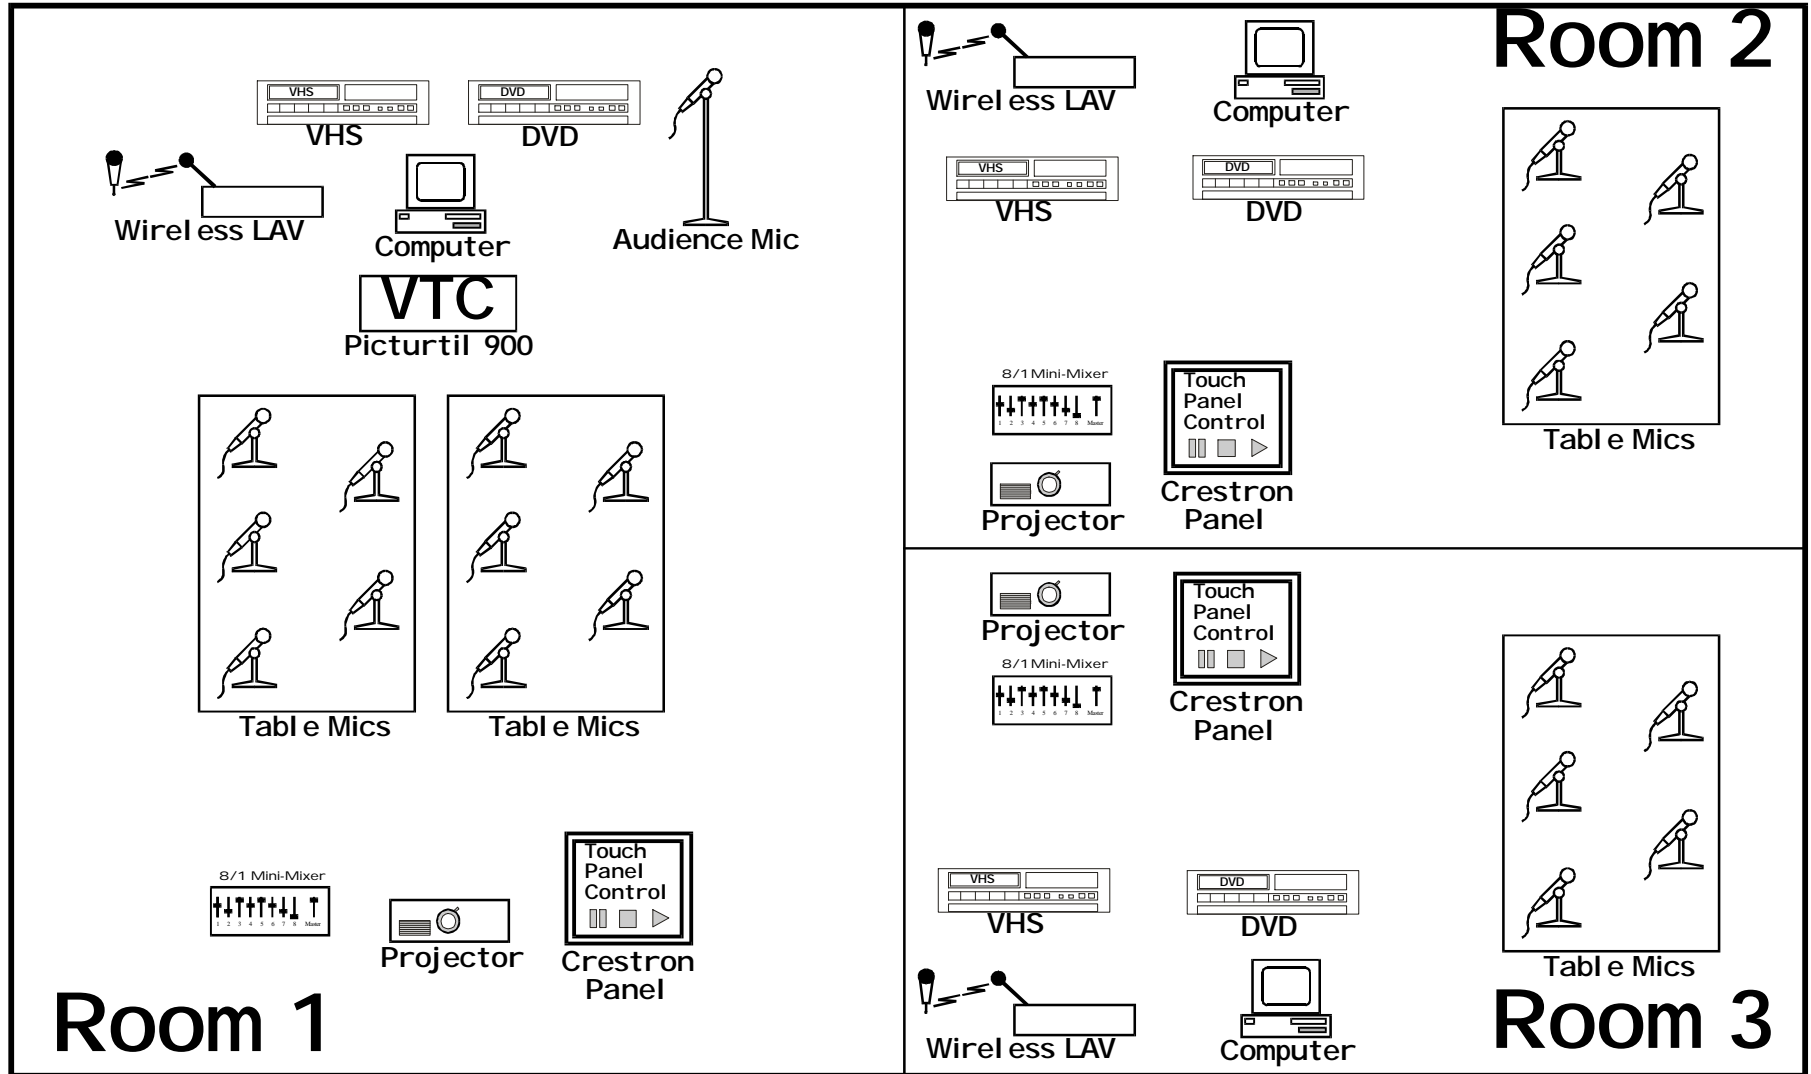 VHS
VHS
DVD
DVD
Wireless LAV
Computer
Audience Mic
VTC
Picturtil 900
Table Mics
Table Mics
8/1 Mini-Mixer
1 2 3 4 5 6 7 8 Master
Projector
Touch
Panel
Control
Crestron
Panel
Room 1
Room 2
Wireless LAV
Computer
VHS
VHS
DVD
DVD
8/1 Mini-Mixer
1 2 3 4 5 6 7 8 Master
Touch
Panel
Control
Projector
Crestron
Panel
Table Mics
Projector
8/1 Mini-Mixer
1 2 3 4 5 6 7 8 Master
Touch
Panel
Control
Crestron
Panel
VHS
VHS
DVD
DVD
Table Mics
Wireless LAV
Computer
Room 3